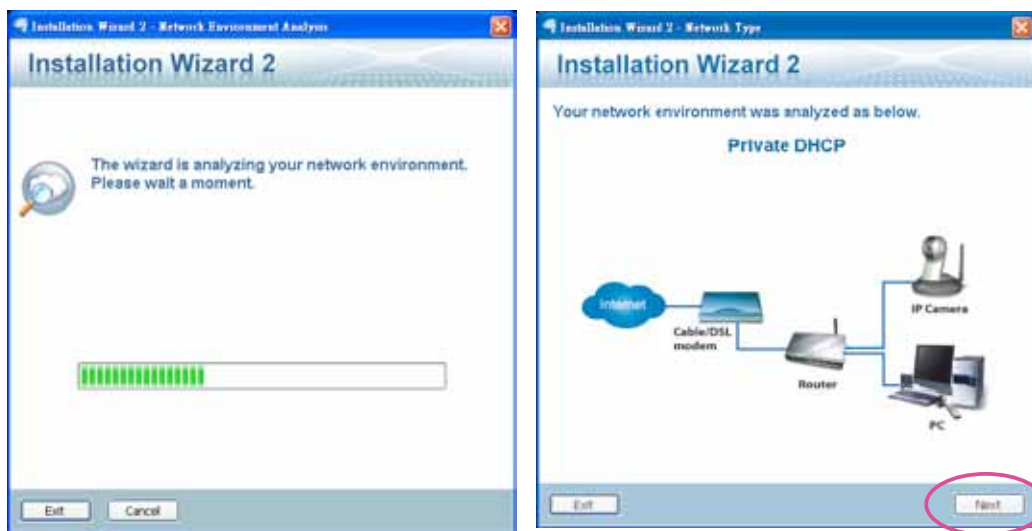 Installation Wizard 2 - Network Environment Analysis
Installation Wizard 2
The wizard is analyzing your network environment.
Please wait a moment.
Exit
Cancel
Installation Wizard 2 - Network Type
Installation Wizard 2
Your network environment was analyzed as below.
Private DHCP
Internet
Cable/DSL
modem
Router
IP Camera
PC
Exit
Next